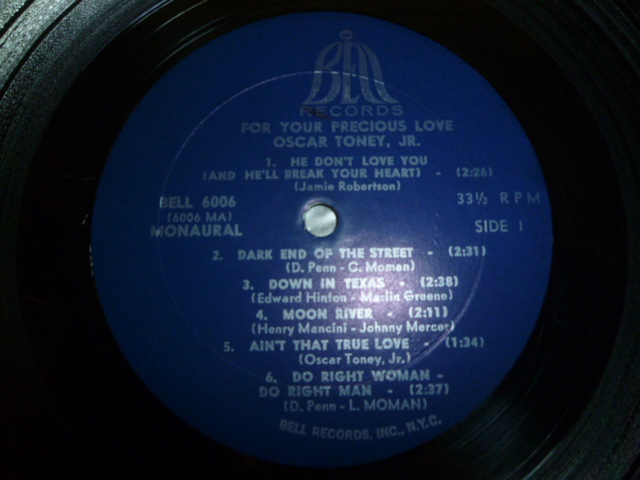 Bell
RECORDS
FOR YOUR PRECIOUS LOVE
OSCAR TONEY, JR.
1. HE DON'T LOVE YOU
(AND HE'LL BREAK YOUR HEART) - (2:26)
(Jamie Robertson)
BELL 6006
(6006 MA)
MONAURAL
33⅓ RPM
SIDE 1
2. DARK END OF THE STREET - (2:31)
(D. Penn - C. Moman)
3. DOWN IN TEXAS - (2:38)
(Edward Hinton - Marlin Greene)
4. MOON RIVER - (2:11)
(Henry Mancini - Johnny Mercer)
5. AIN'T THAT TRUE LOVE - (1:34)
(Oscar Toney, Jr.)
6. DO RIGHT WOMAN -
DO RIGHT MAN - (2:37)
(D. Penn - L. MOMAN)
BELL RECORDS, INC., N.Y.C.